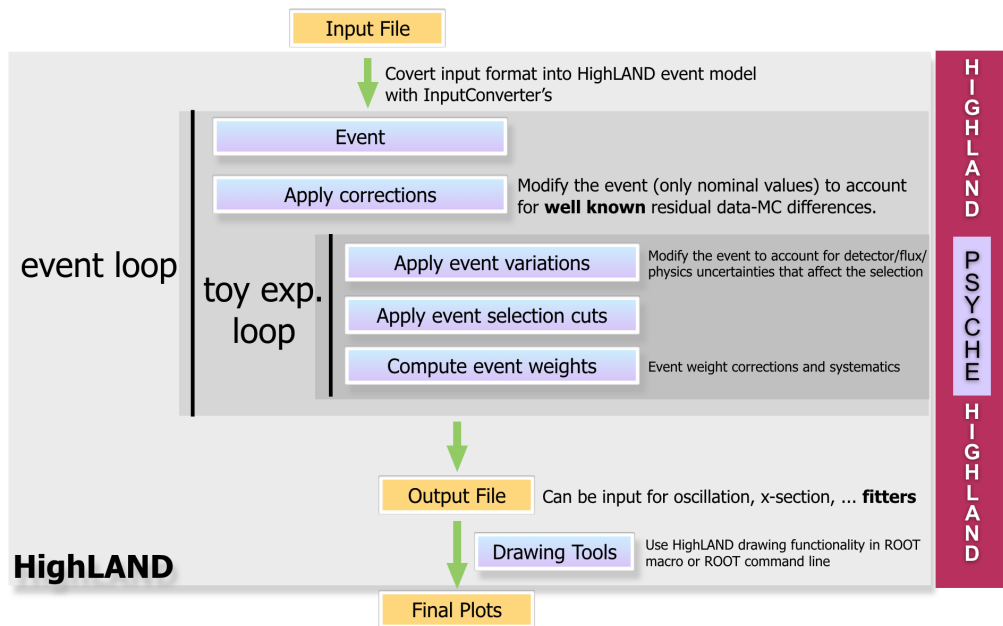 Input File
Covert input format into HighLAND event model
with InputConverter's
Event
Apply corrections
Modify the event (only nominal values) to account
for well known residual data-MC differences.
event loop
toy exp.
loop
Apply event variations
Modify the event to account for detector/flux/
physics uncertainties that affect the selection
Apply event selection cuts
Compute event weights
Event weight corrections and systematics
Output File
Can be input for oscillation, x-section, ... fitters
Drawing Tools
Use HighLAND drawing functionality in ROOT
macro or ROOT command line
HighLAND
Final Plots
HIGHLAND
PSYCHE
HIGHLAND